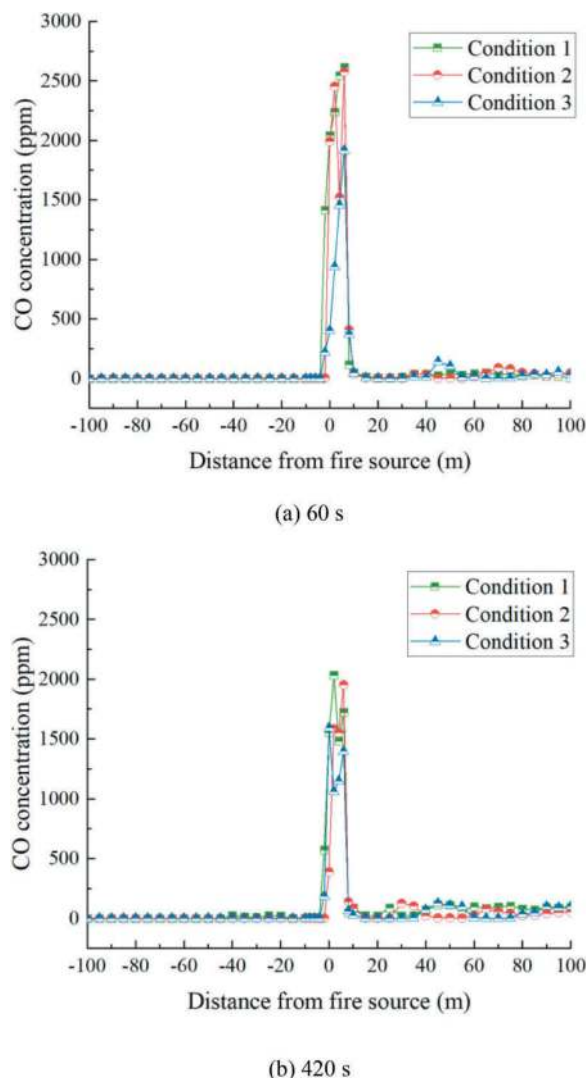 3000
2500
2000
1500
1000
500
0
CO concentration (ppm)
Condition 1
Condition 2
Condition 3
-100 -80 -60 -40 -20 0 20 40 60 80 100
Distance from fire source (m)
(a) 60 s
3000
2500
2000
1500
1000
500
0
CO concentration (ppm)
Condition 1
Condition 2
Condition 3
-100 -80 -60 -40 -20 0 20 40 60 80 100
Distance from fire source (m)
(b) 420 s